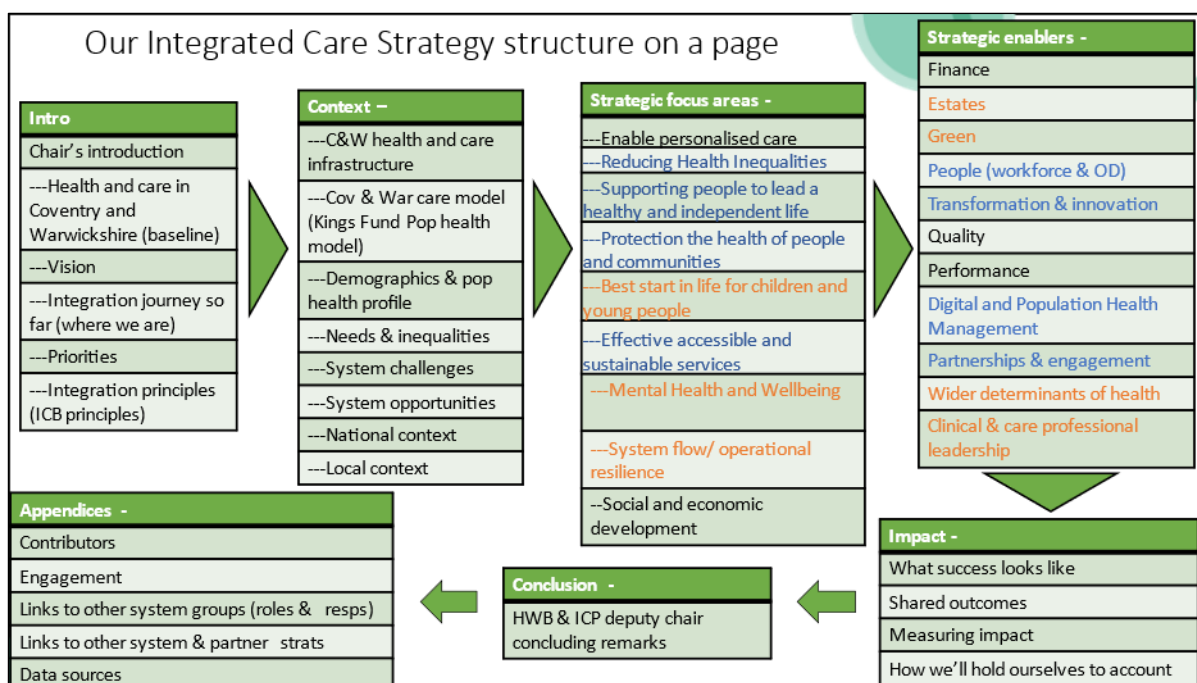 Our Integrated Care Strategy structure on a page
Intro
Chair's introduction
---Health and care in
Coventry and
Warwickshire (baseline)
---Vision
---Integration journey so
far (where we are)
---Priorities
---Integration principles
(ICB principles)
Context –
---C&W health and care
infrastructure
---Cov & War care model
(Kings Fund Pop health
model)
---Demographics & pop
health profile
---Needs & inequalities
---System challenges
---System opportunities
---National context
---Local context
Strategic focus areas -
---Enable personalised care
---Reducing Health Inequalities
---Supporting people to lead a
healthy and independent life
---Protection the health of people
and communities
---Best start in life for children and
young people
---Effective accessible and
sustainable services
---Mental Health and Wellbeing
---System flow/ operational
resilience
--Social and economic
development
Strategic enablers -
Finance
Estates
Green
People (workforce & OD)
Transformation & innovation
Quality
Performance
Digital and Population Health
Management
Partnerships & engagement
Wider determinants of health
Clinical & care professional
leadership
Impact -
What success looks like
Shared outcomes
Measuring impact
How we'll hold ourselves to account
Conclusion -
HWB & ICP deputy chair
concluding remarks
Appendices -
Contributors
Engagement
Links to other system groups (roles & resps)
Links to other system & partner strats
Data sources